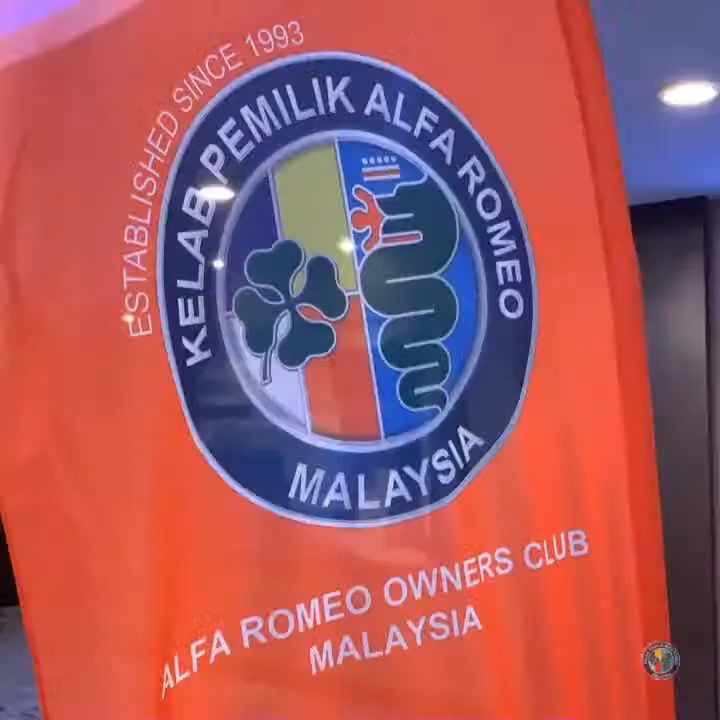 ESTABLISHED SINCE 1993
KELAB PEMILIK ALFA ROMEO
MALAYSIA
ALFA ROMEO OWNERS CLUB
MALAYSIA